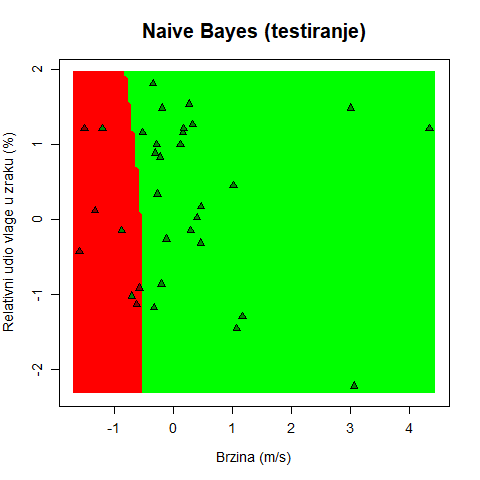 Naive Bayes (testiranje)
Relativni udio vlage u zraku (%)
2
1
0
-1
-2
-1 0 1 2 3 4
Brzina (m/s)